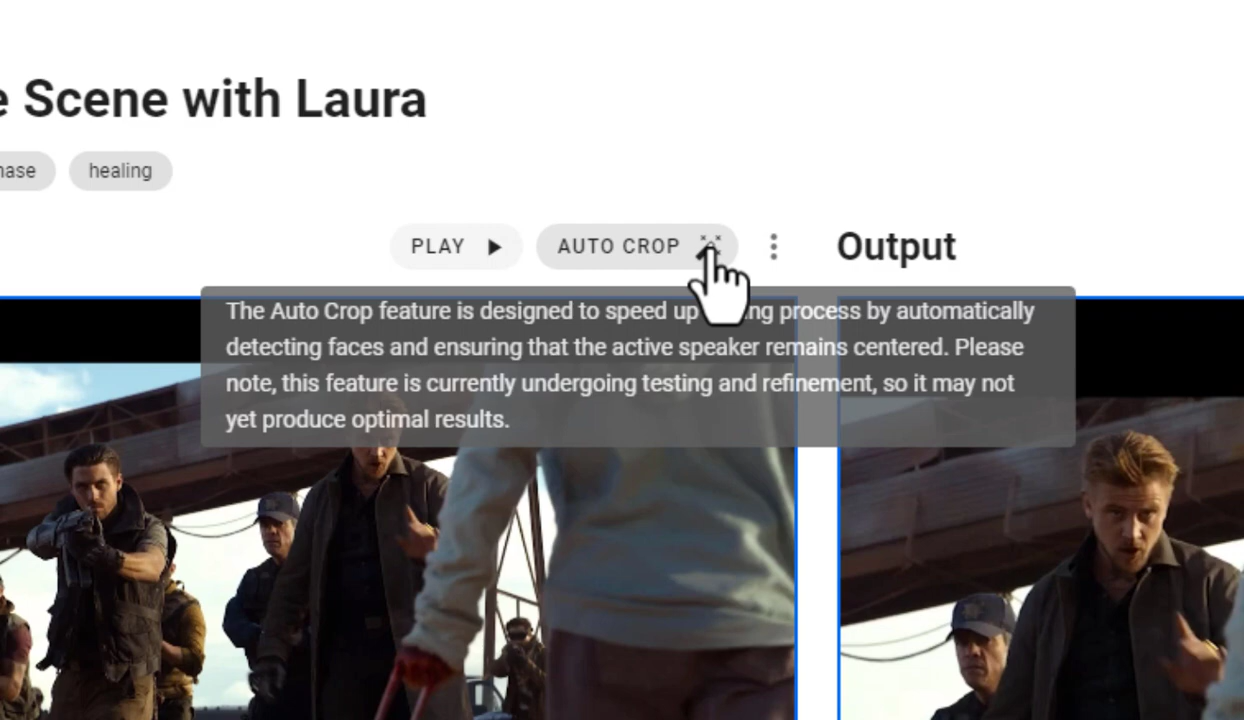 e Scene with Laura
hase
healing
PLAY
AUTO CROP
Output
The Auto Crop feature is designed to speed up ng process by automatically
detecting faces and ensuring that the active speaker remains centered. Please
note, this feature is currently undergoing testing and refinement, so it may not
yet produce optimal results.